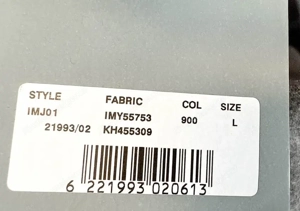 STYLE FABRIC COL SIZE
IMJ01 IMY55753 900 L
21993/02 KH455309
6 221993 020613